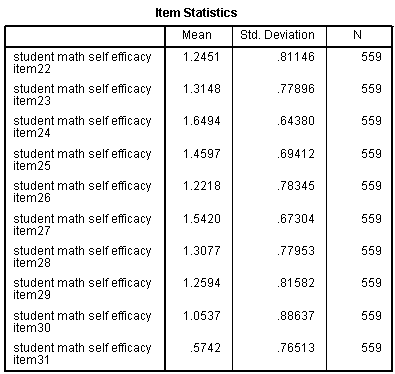 Item Statistics
Mean Std. Deviation N
student math self efficacy 1.2451 .81146 559
item22
student math self efficacy 1.3148 .77896 559
item23
student math self efficacy 1.6494 .64380 559
item24
student math self efficacy 1.4597 .69412 559
item25
student math self efficacy 1.2218 .78345 559
item26
student math self efficacy 1.5420 .67304 559
item27
student math self efficacy 1.3077 .77953 559
item28
student math self efficacy 1.2594 .81582 559
item29
student math self efficacy 1.0537 .88637 559
item30
student math self efficacy .5742 .76513 559
item31